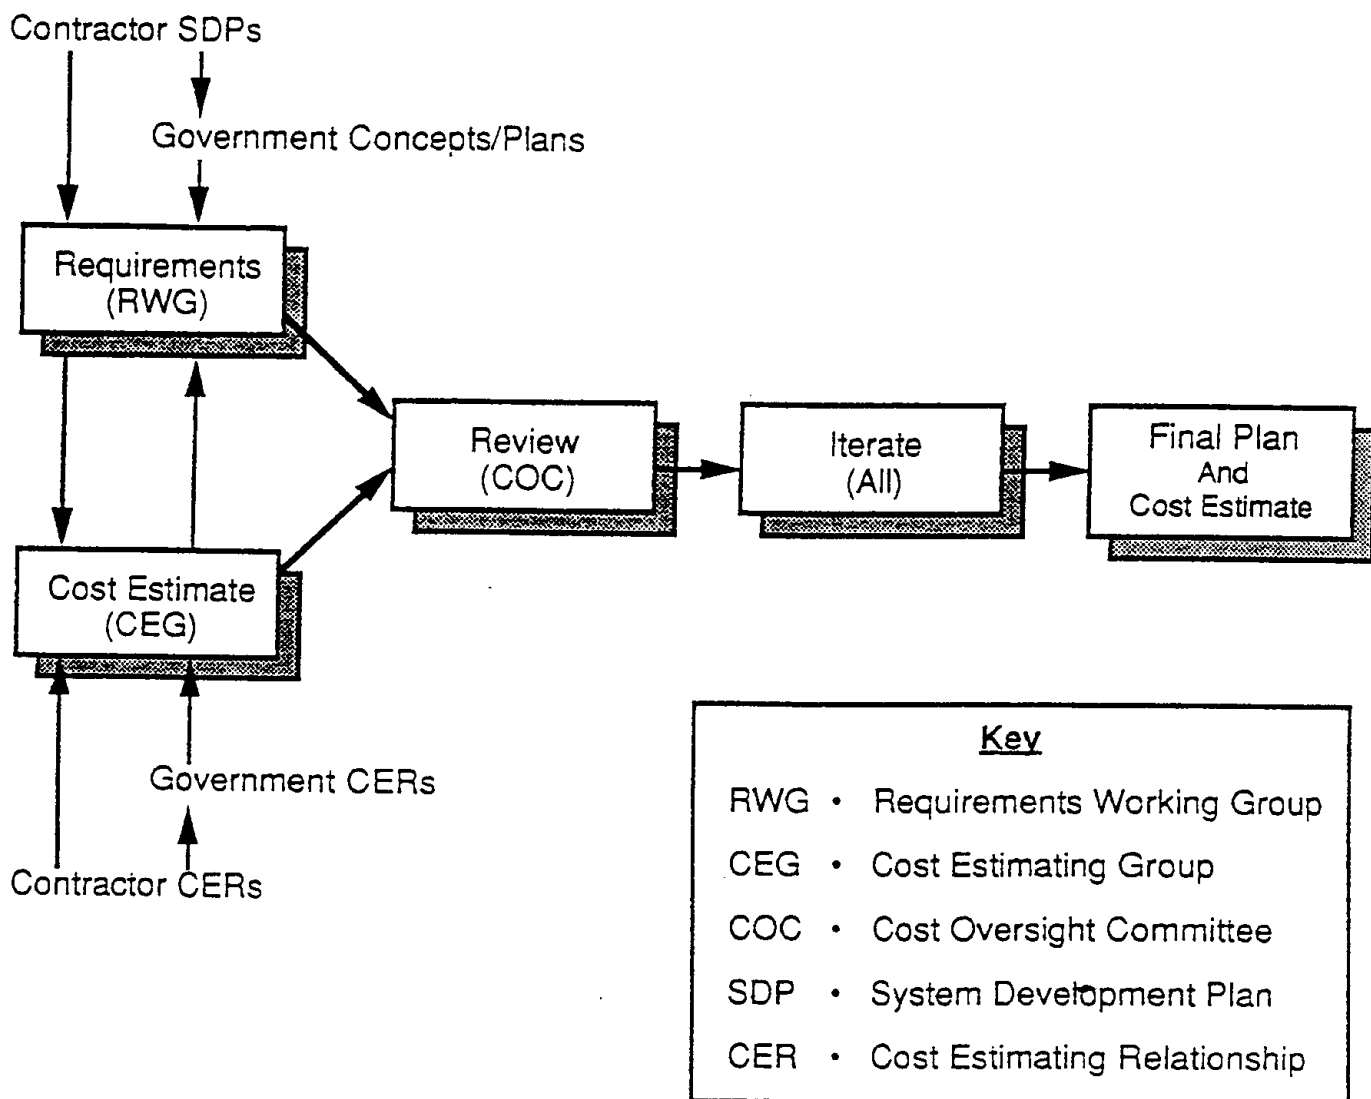 Contractor SDPs
Government Concepts/Plans
Requirements
(RWG)
Review
(COC)
Iterate
(All)
Final Plan
And
Cost Estimate
Cost Estimate
(CEG)
Government CERs
Contractor CERs
Key
RWG • Requirements Working Group
CEG • Cost Estimating Group
COC • Cost Oversight Committee
SDP • System Development Plan
CER • Cost Estimating Relationship